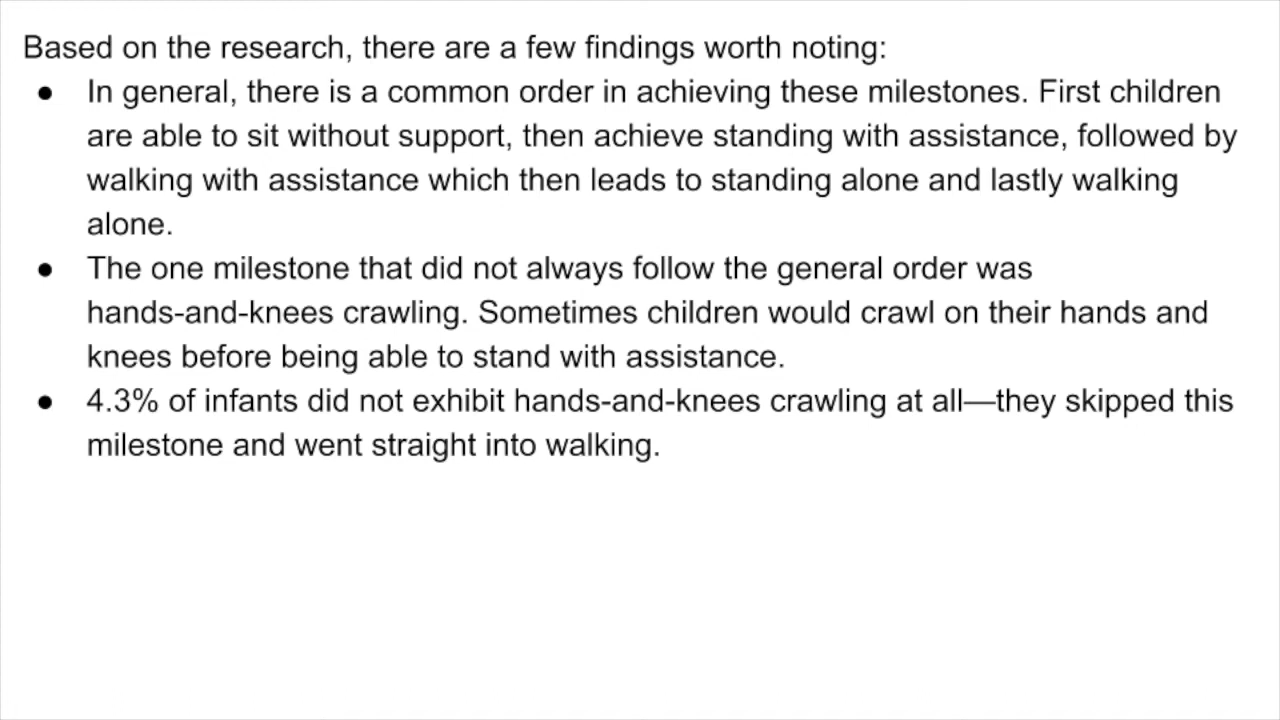 Based on the research, there are a few findings worth noting:
● In general, there is a common order in achieving these milestones. First children
are able to sit without support, then achieve standing with assistance, followed by
walking with assistance which then leads to standing alone and lastly walking
alone.
● The one milestone that did not always follow the general order was
hands-and-knees crawling. Sometimes children would crawl on their hands and
knees before being able to stand with assistance.
● 4.3% of infants did not exhibit hands-and-knees crawling at all—they skipped this
milestone and went straight into walking.